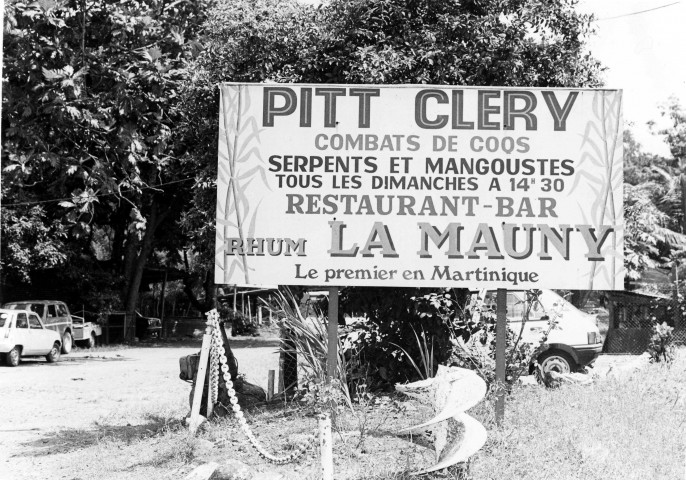 PITT CLERY
COMBATS DE COQS
SERPENTS ET MANGOUSTES
TOUS LES DIMANCHES A 14H30
RESTAURANT-BAR
RHUM LA MAUNY
Le premier en Martinique